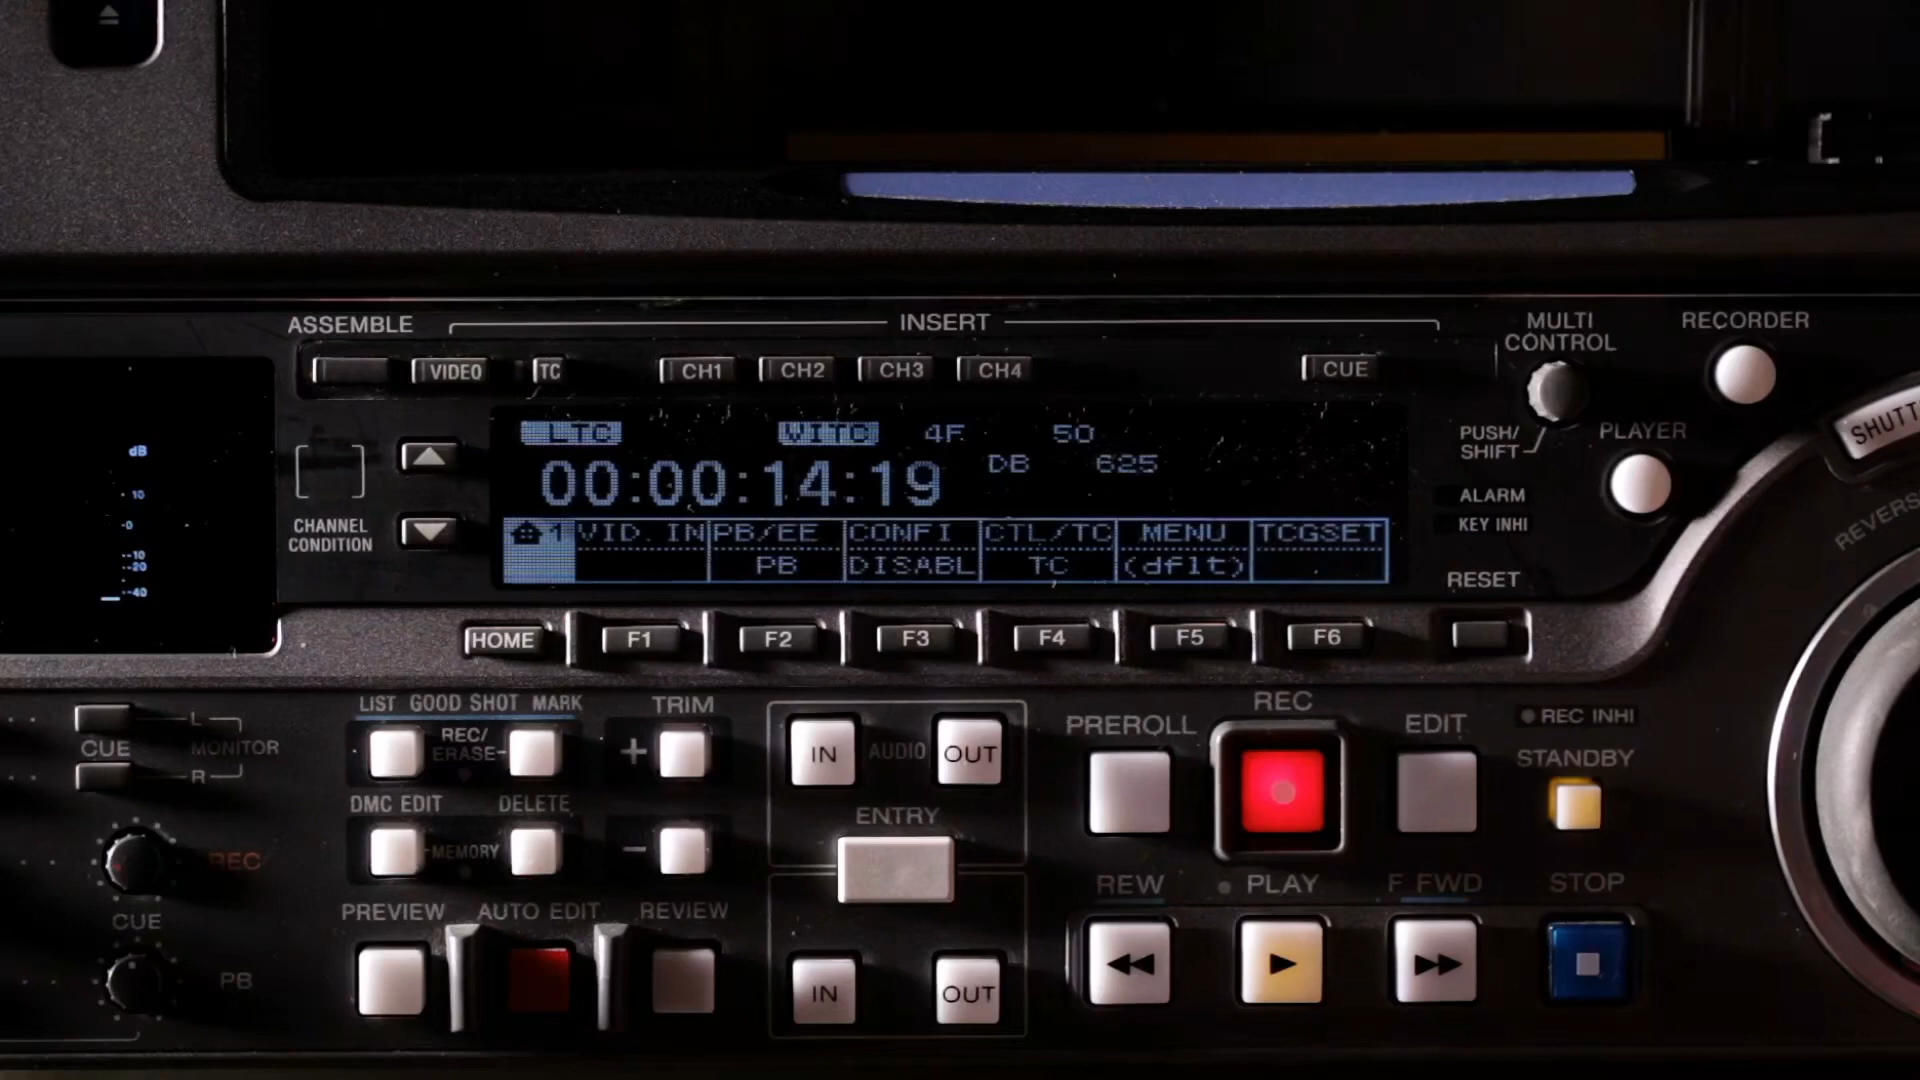 ASSEMBLE INSERT
MULTI CONTROL
RECORDER
VIDEO TC CH1 CH2 CH3 CH4 CUE
SHUTT
LTC VITC 4F 50
DB 625
00:00:14:19
PUSH/ SHIFT
PLAYER
dB
10
0
-10
-20
-40
CHANNEL CONDITION
ALARM
KEY INHI
REVERS
1 VID. IN PB/EE CONFI CTL/TC MENU TCGSET
PB DISABL TC (dflt)
RESET
HOME F1 F2 F3 F4 F5 F6
LIST GOOD SHOT MARK
TRIM
REC
L
CUE MONITOR
R
REC/ ERASE
+
IN AUDIO OUT
PREROLL
EDIT
REC INHI
STANDBY
DMC EDIT DELETE
MEMORY
−
ENTRY
REC
REW PLAY F FWD STOP
CUE
PREVIEW AUTO EDIT REVIEW
PB
IN OUT